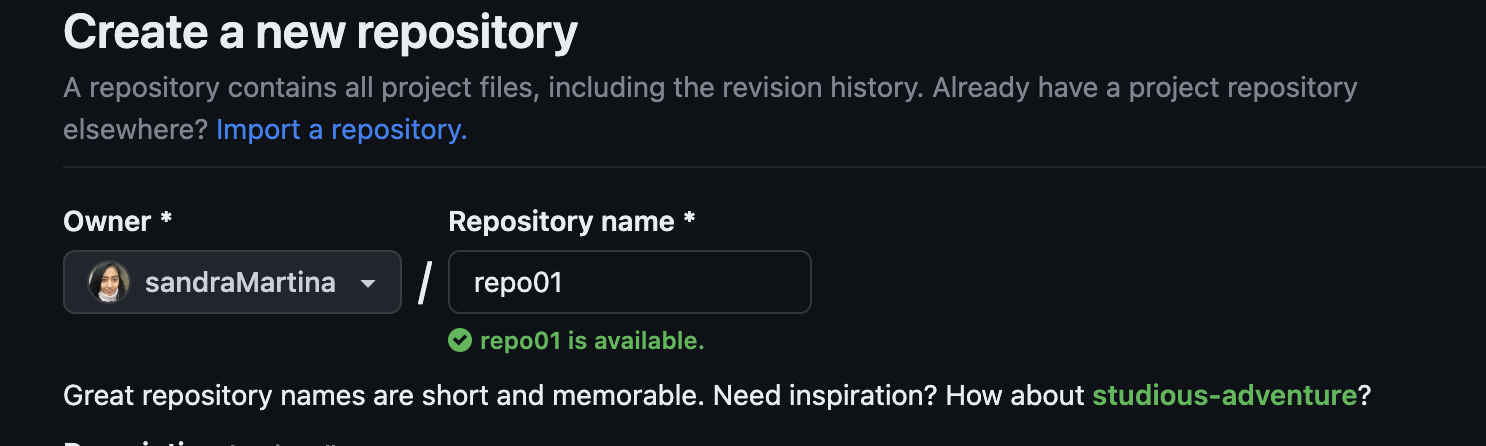 Create a new repository
A repository contains all project files, including the revision history. Already have a project repository
elsewhere? Import a repository.
Owner * Repository name *
sandraMartina / repo01
repo01 is available.
Great repository names are short and memorable. Need inspiration? How about studious-adventure?